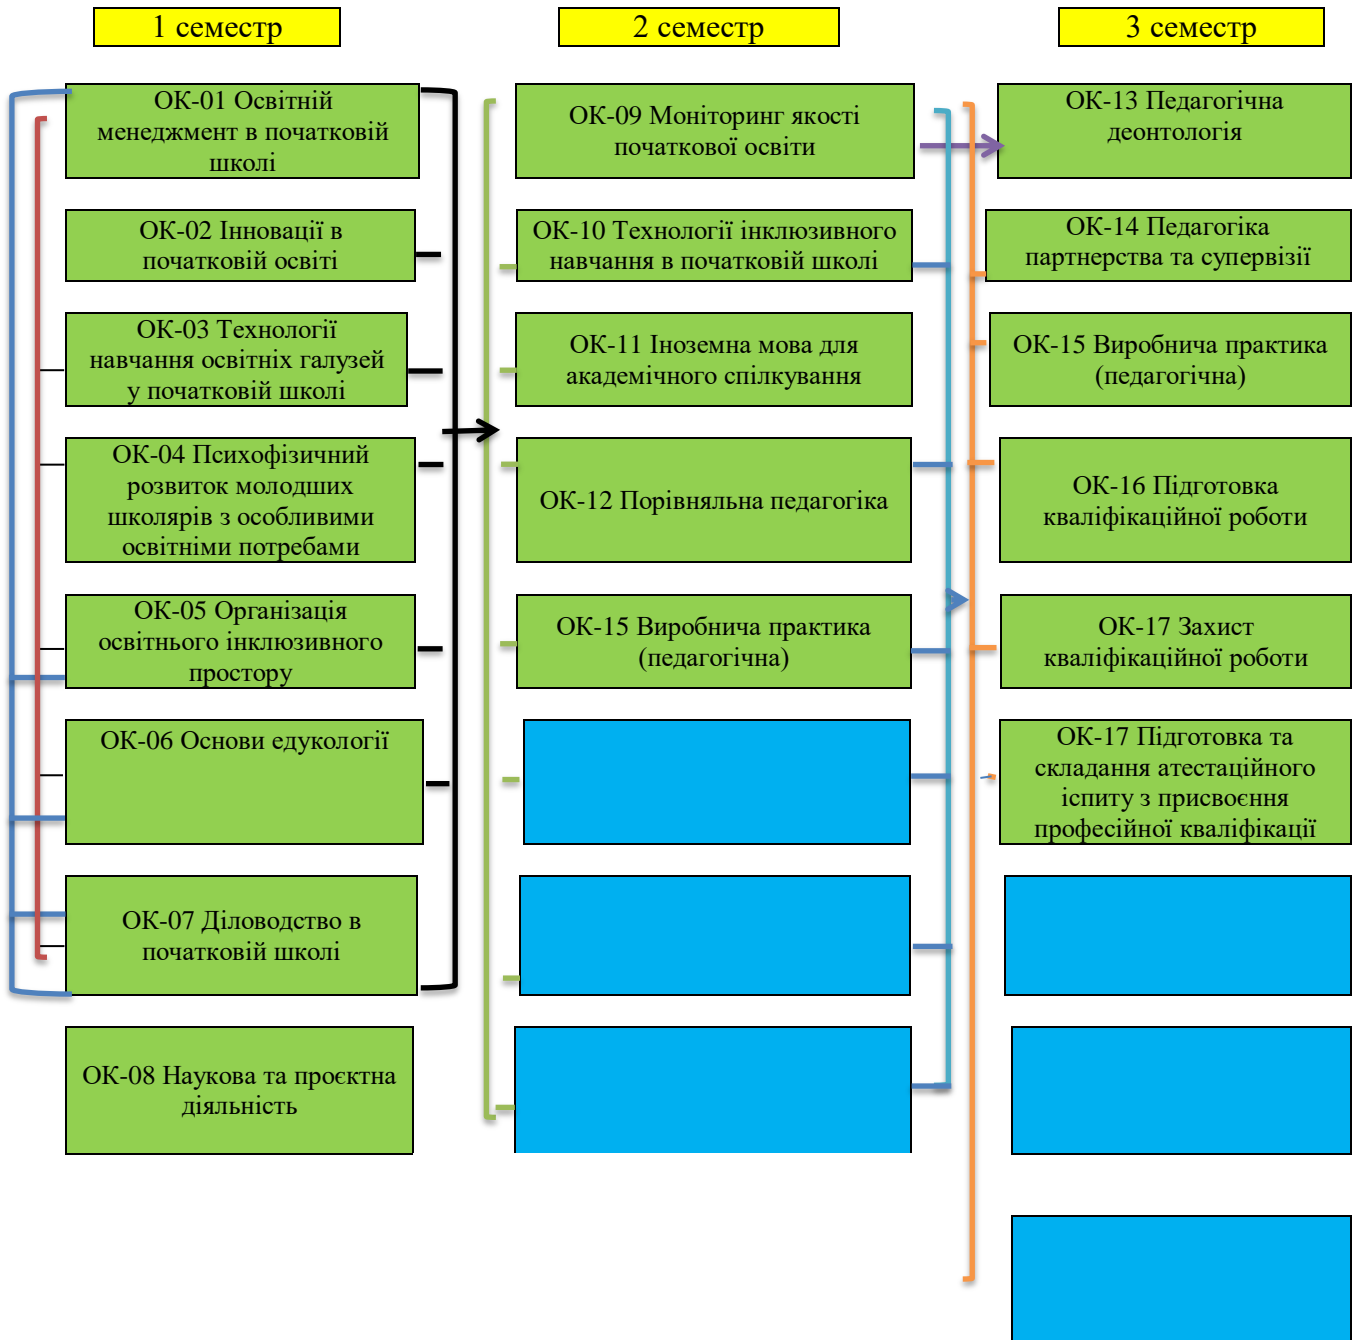 1 семестр
2 семестр
3 семестр
ОК-01 Освітній
менеджмент в початковій
школі
ОК-02 Інновації в
початковій освіті
ОК-03 Технології
навчання освітніх галузей
у початковій школі
ОК-04 Психофізичний
розвиток молодших
школярів з особливими
освітніми потребами
ОК-05 Організація
освітнього інклюзивного
простору
ОК-06 Основи едукології
ОК-07 Діловодство в
початковій школі
ОК-08 Наукова та проєктна
діяльність
ОК-09 Моніторинг якості
початкової освіти
ОК-10 Технології інклюзивного
навчання в початковій школі
ОК-11 Іноземна мова для
академічного спілкування
ОК-12 Порівняльна педагогіка
ОК-15 Виробнича практика
(педагогічна)
ОК-13 Педагогічна
деонтологія
ОК-14 Педагогіка
партнерства та супервізії
ОК-15 Виробнича практика
(педагогічна)
ОК-16 Підготовка
кваліфікаційної роботи
ОК-17 Захист
кваліфікаційної роботи
ОК-17 Підготовка та
складання атестаційного
іспиту з присвоєння
професійної кваліфікації